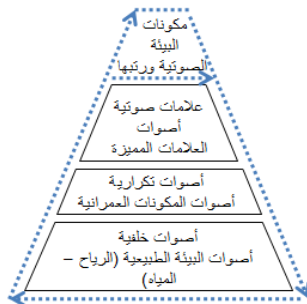 مكونات
البيئة
الصوتية ورتبها
علامات صوتية
أصوات
العلامات المميزة
أصوات تكرارية
أصوات المكونات العمرانية
أصوات خلفية
أصوات البيئة الطبيعية (الرياح –
المياه)